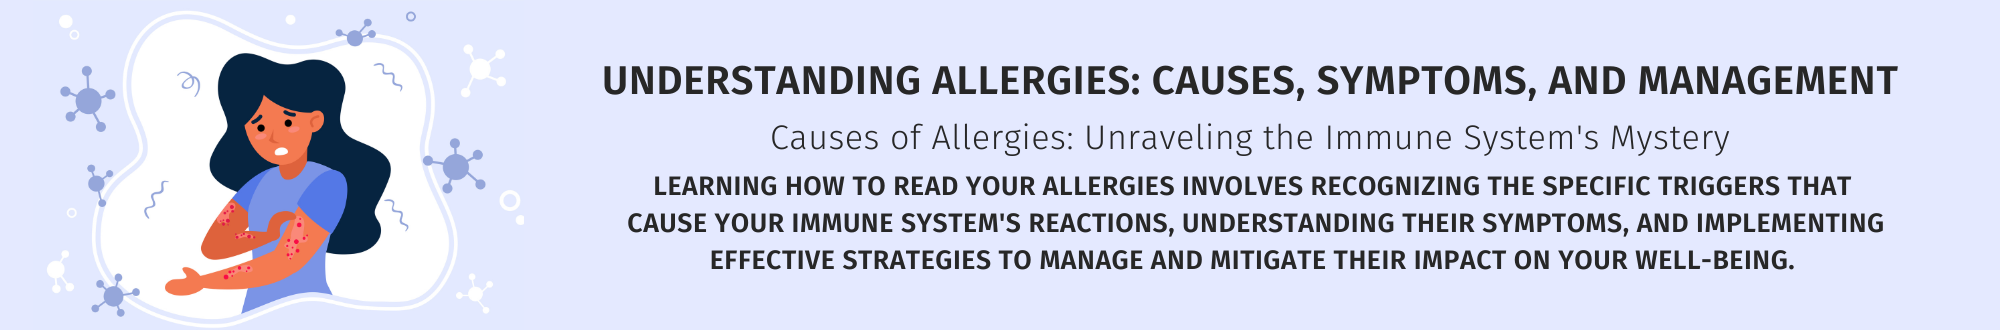 UNDERSTANDING ALLERGIES: CAUSES, SYMPTOMS, AND MANAGEMENT
Causes of Allergies: Unraveling the Immune System's Mystery
LEARNING HOW TO READ YOUR ALLERGIES INVOLVES RECOGNIZING THE SPECIFIC TRIGGERS THAT
CAUSE YOUR IMMUNE SYSTEM'S REACTIONS, UNDERSTANDING THEIR SYMPTOMS, AND IMPLEMENTING
EFFECTIVE STRATEGIES TO MANAGE AND MITIGATE THEIR IMPACT ON YOUR WELL-BEING.